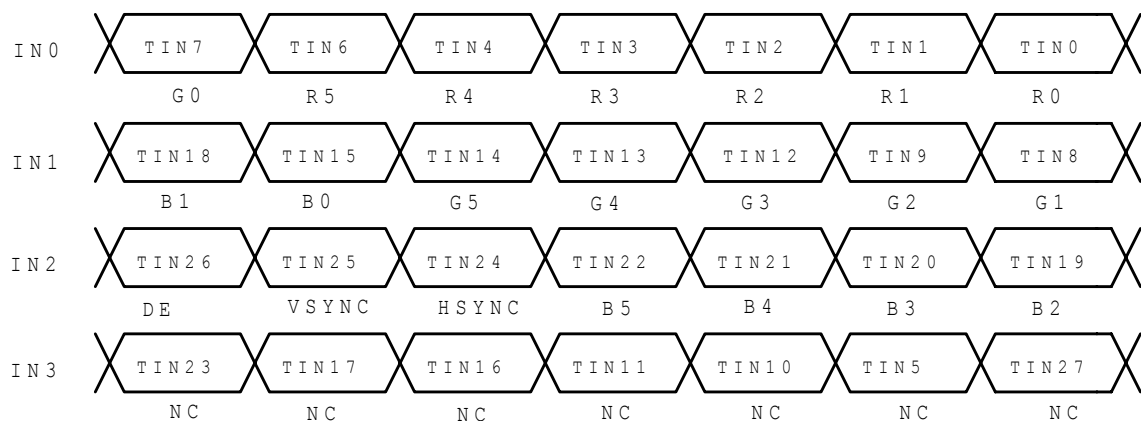 IN0 TIN7 TIN6 TIN4 TIN3 TIN2 TIN1 TIN0
G0 R5 R4 R3 R2 R1 R0
IN1 TIN18 TIN15 TIN14 TIN13 TIN12 TIN9 TIN8
B1 B0 G5 G4 G3 G2 G1
IN2 TIN26 TIN25 TIN24 TIN22 TIN21 TIN20 TIN19
DE VSYNC HSYNC B5 B4 B3 B2
IN3 TIN23 TIN17 TIN16 TIN11 TIN10 TIN5 TIN27
NC NC NC NC NC NC NC